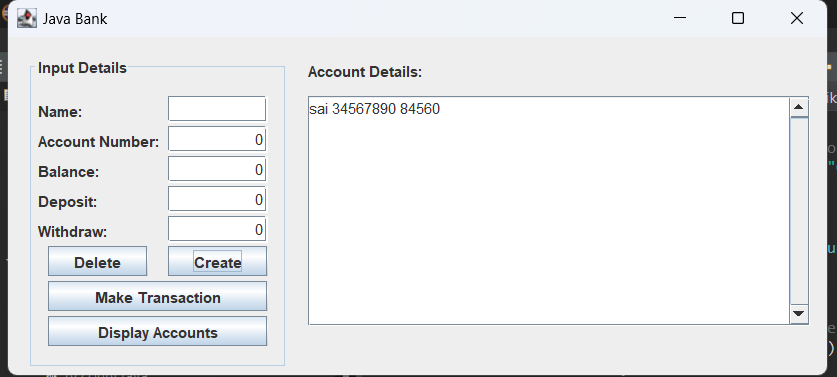 Java Bank
Input Details
Name:
Account Number: 0
Balance: 0
Deposit: 0
Withdraw: 0
Delete Create
Make Transaction
Display Accounts
Account Details:
sai 34567890 84560